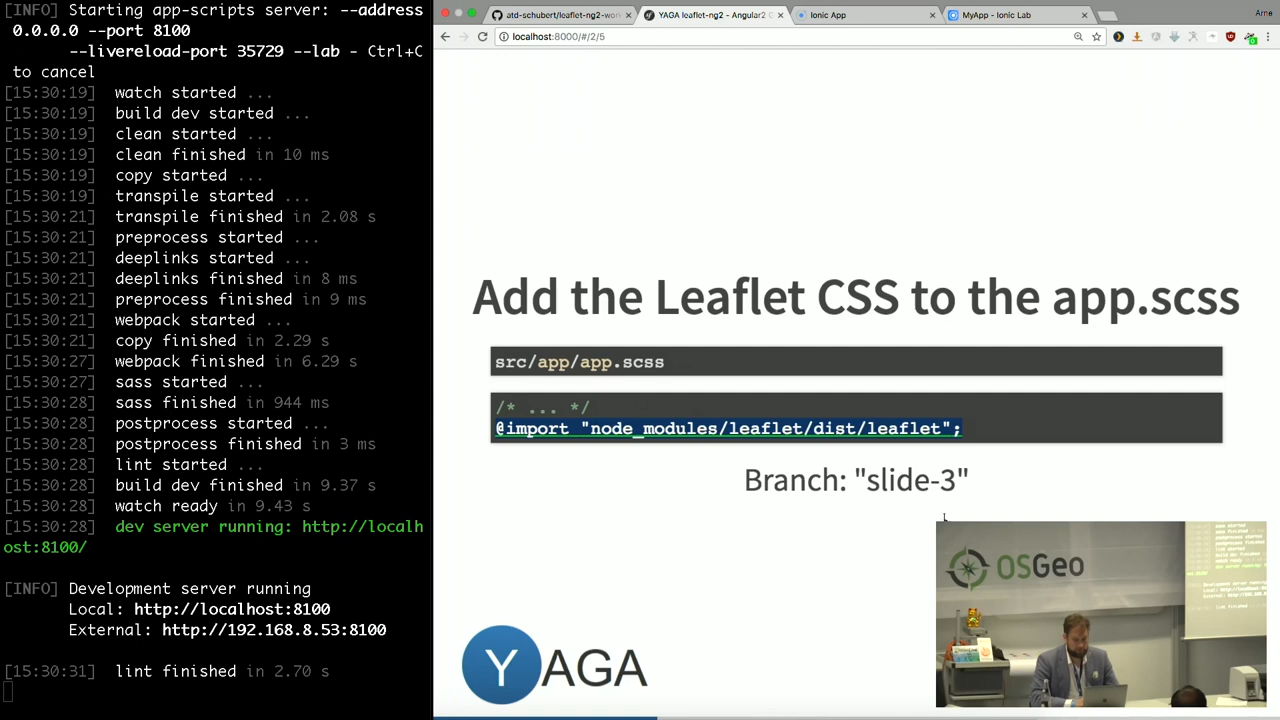 [INFO] Starting app-scripts server: --address
0.0.0.0 --port 8100
--livereload-port 35729 --lab - Ctrl+C
to cancel
[15:30:19] watch started ...
[15:30:19] build dev started ...
[15:30:19] clean started ...
[15:30:19] clean finished in 10 ms
[15:30:19] copy started ...
[15:30:19] transpile started ...
[15:30:21] transpile finished in 2.08 s
[15:30:21] preprocess started ...
[15:30:21] deeplinks started ...
[15:30:21] deeplinks finished in 8 ms
[15:30:21] preprocess finished in 9 ms
[15:30:21] webpack started ...
[15:30:21] copy finished in 2.29 s
[15:30:27] webpack finished in 6.29 s
[15:30:27] sass started ...
[15:30:28] sass finished in 944 ms
[15:30:28] postprocess started ...
[15:30:28] postprocess finished in 3 ms
[15:30:28] lint started ...
[15:30:28] build dev finished in 9.37 s
[15:30:28] watch ready in 9.43 s
[15:30:28] dev server running: http://localh
ost:8100/
[INFO] Development server running
Local: http://localhost:8100
External: http://192.168.8.53:8100
[15:30:31] lint finished in 2.70 s
atd-schubert/leaflet-ng2-wor
YAGA leaflet-ng2 - Angular2
Ionic App
MyApp - Ionic Lab
Arne
localhost:8000/#/2/5
Add the Leaflet CSS to the app.scss
src/app/app.scss
/* ... */
@import "node_modules/leaflet/dist/leaflet";
Branch: "slide-3"
YAGA
OSGeo